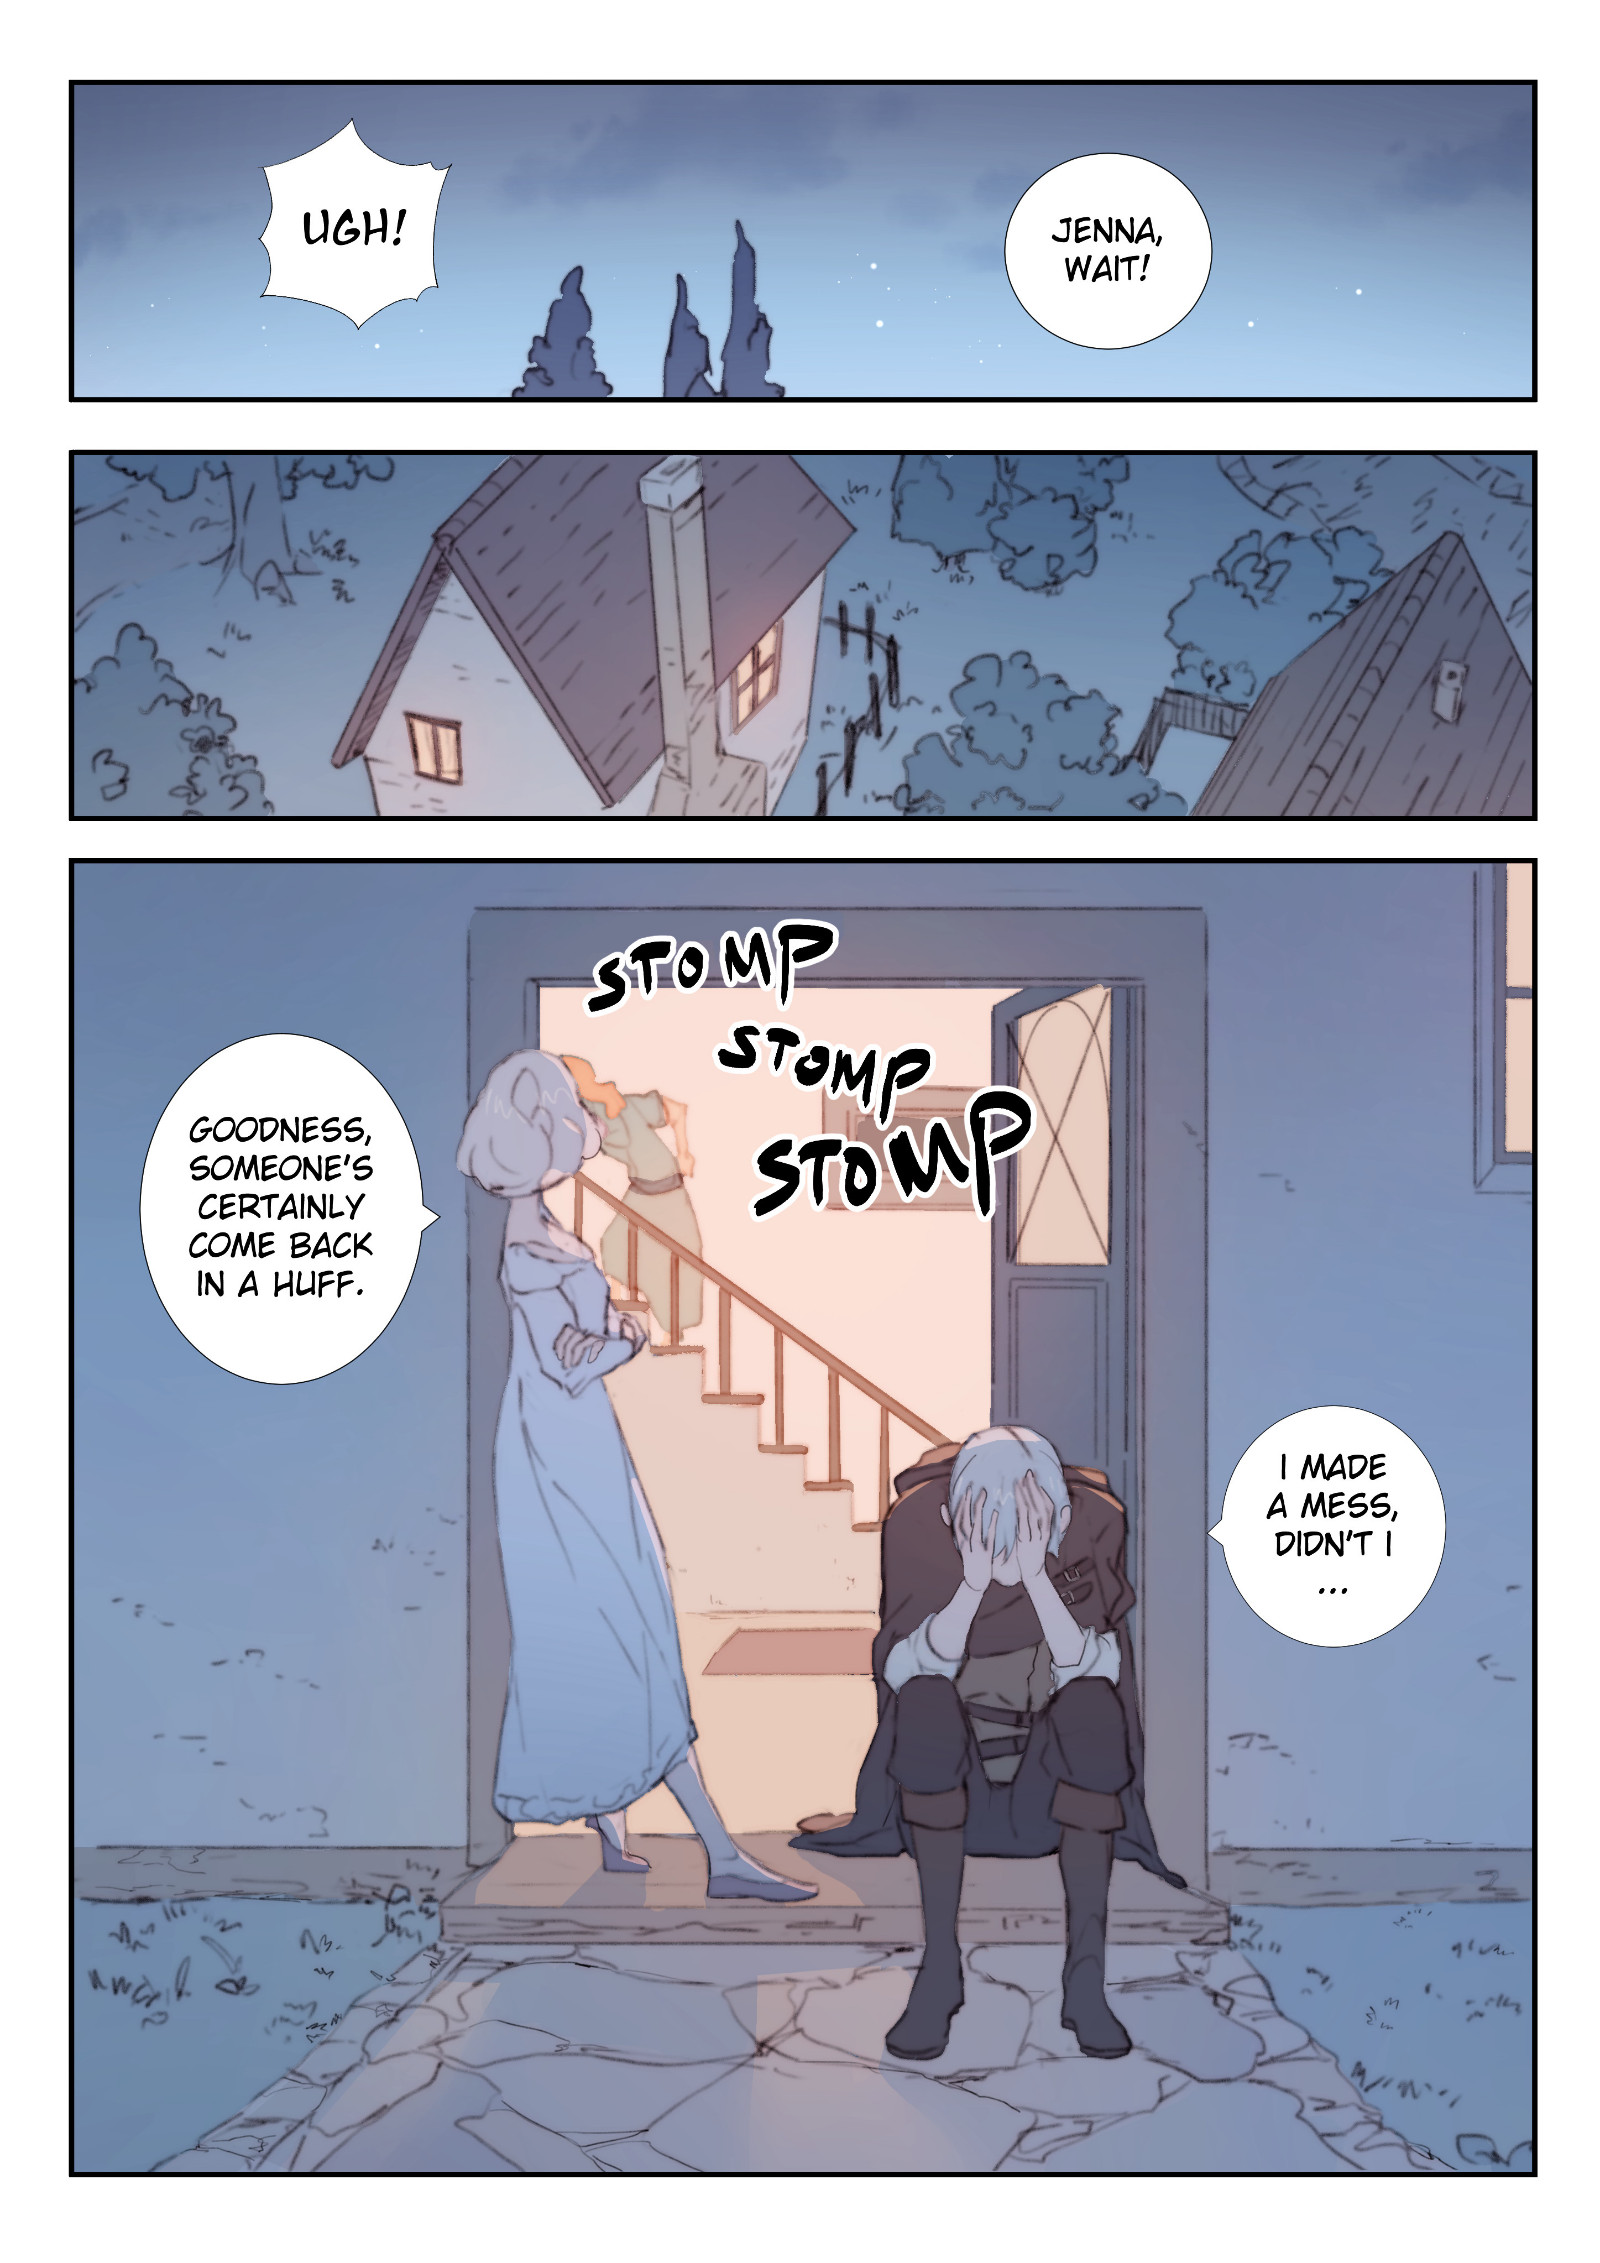 UGH!
JENNA,
WAIT!
STOMP
STOMP
STOMP
GOODNESS,
SOMEONE'S
CERTAINLY
COME BACK
IN A HUFF.
I MADE
A MESS,
DIDN'T I
...